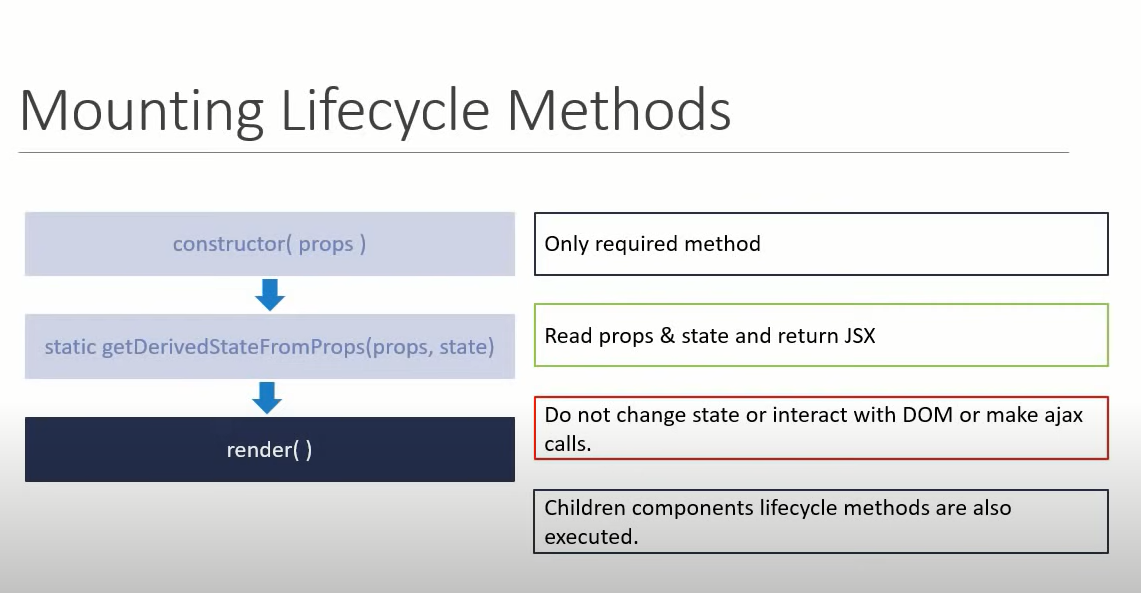 Mounting Lifecycle Methods
constructor( props )
static getDerivedStateFromProps(props, state)
render( )
Only required method
Read props & state and return JSX
Do not change state or interact with DOM or make ajax
calls.
Children components lifecycle methods are also
executed.